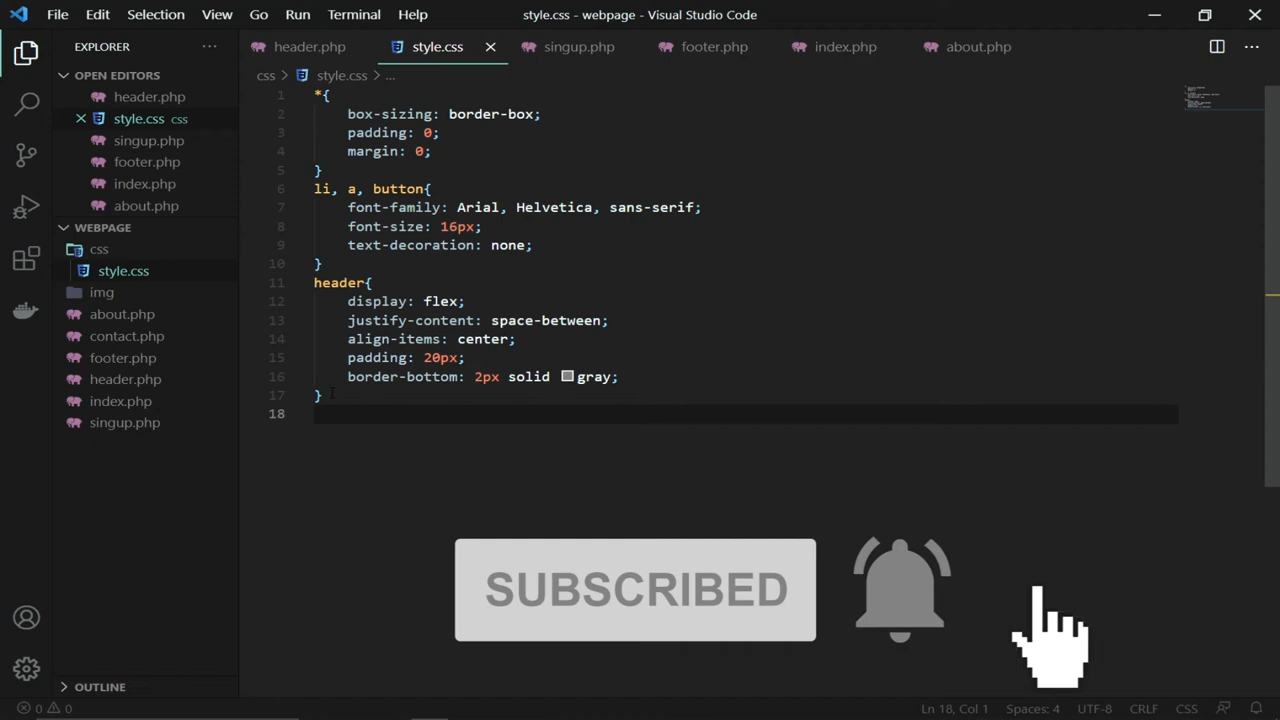 File Edit Selection View Go Run Terminal Help style.css - webpage - Visual Studio Code
EXPLORER
header.php style.css singup.php footer.php index.php about.php
OPEN EDITORS
header.php
style.css css
singup.php
footer.php
index.php
about.php
WEBPAGE
css
style.css
img
about.php
contact.php
footer.php
header.php
index.php
singup.php
OUTLINE
css > style.css > ...
1 *{
2 box-sizing: border-box;
3 padding: 0;
4 margin: 0;
5 }
6 li, a, button{
7 font-family: Arial, Helvetica, sans-serif;
8 font-size: 16px;
9 text-decoration: none;
10 }
11 header{
12 display: flex;
13 justify-content: space-between;
14 align-items: center;
15 padding: 20px;
16 border-bottom: 2px solid gray;
17 }
18
SUBSCRIBED
0 0 Ln 18, Col 1 Spaces: 4 UTF-8 CRLF CSS